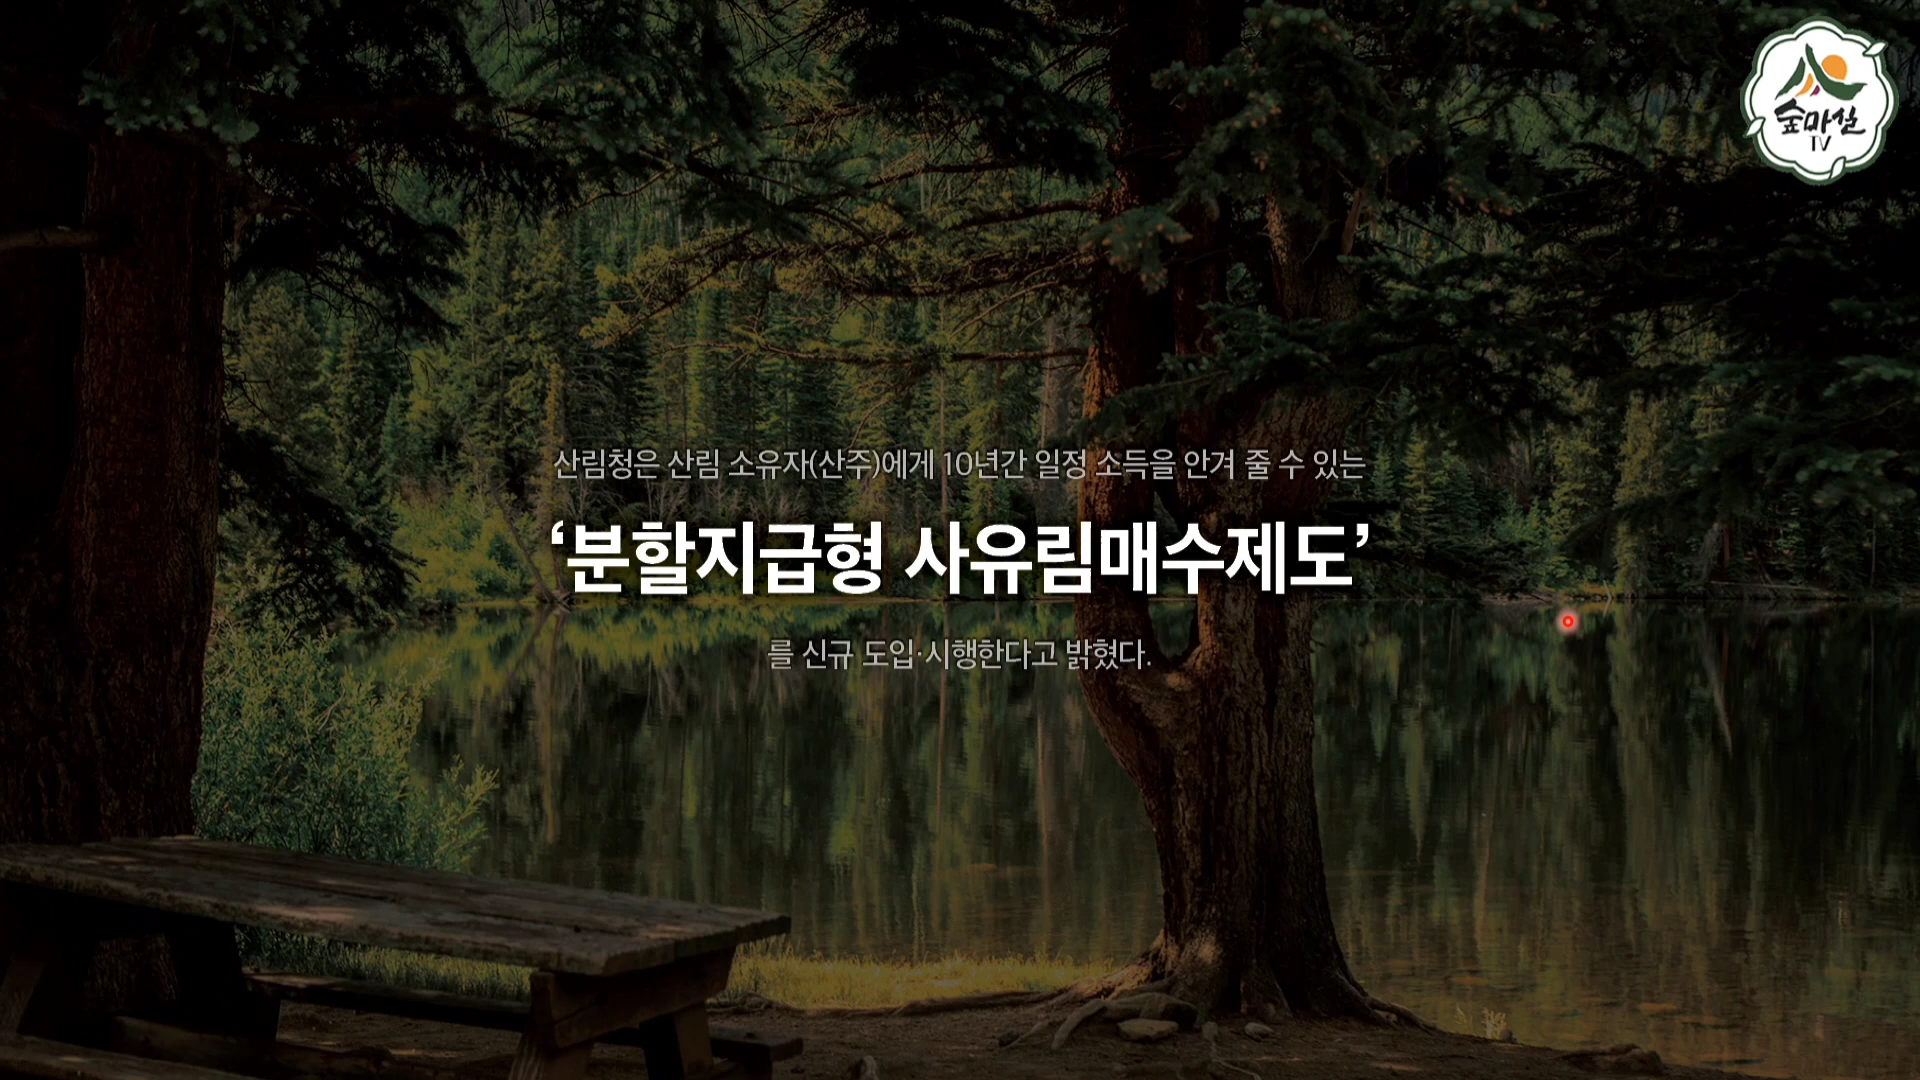 숲마실
TV
산림청은 산림 소유자(산주)에게 10년간 일정 소득을 안겨 줄 수 있는
‘분할지급형 사유림매수제도’
를 신규 도입·시행한다고 밝혔다.